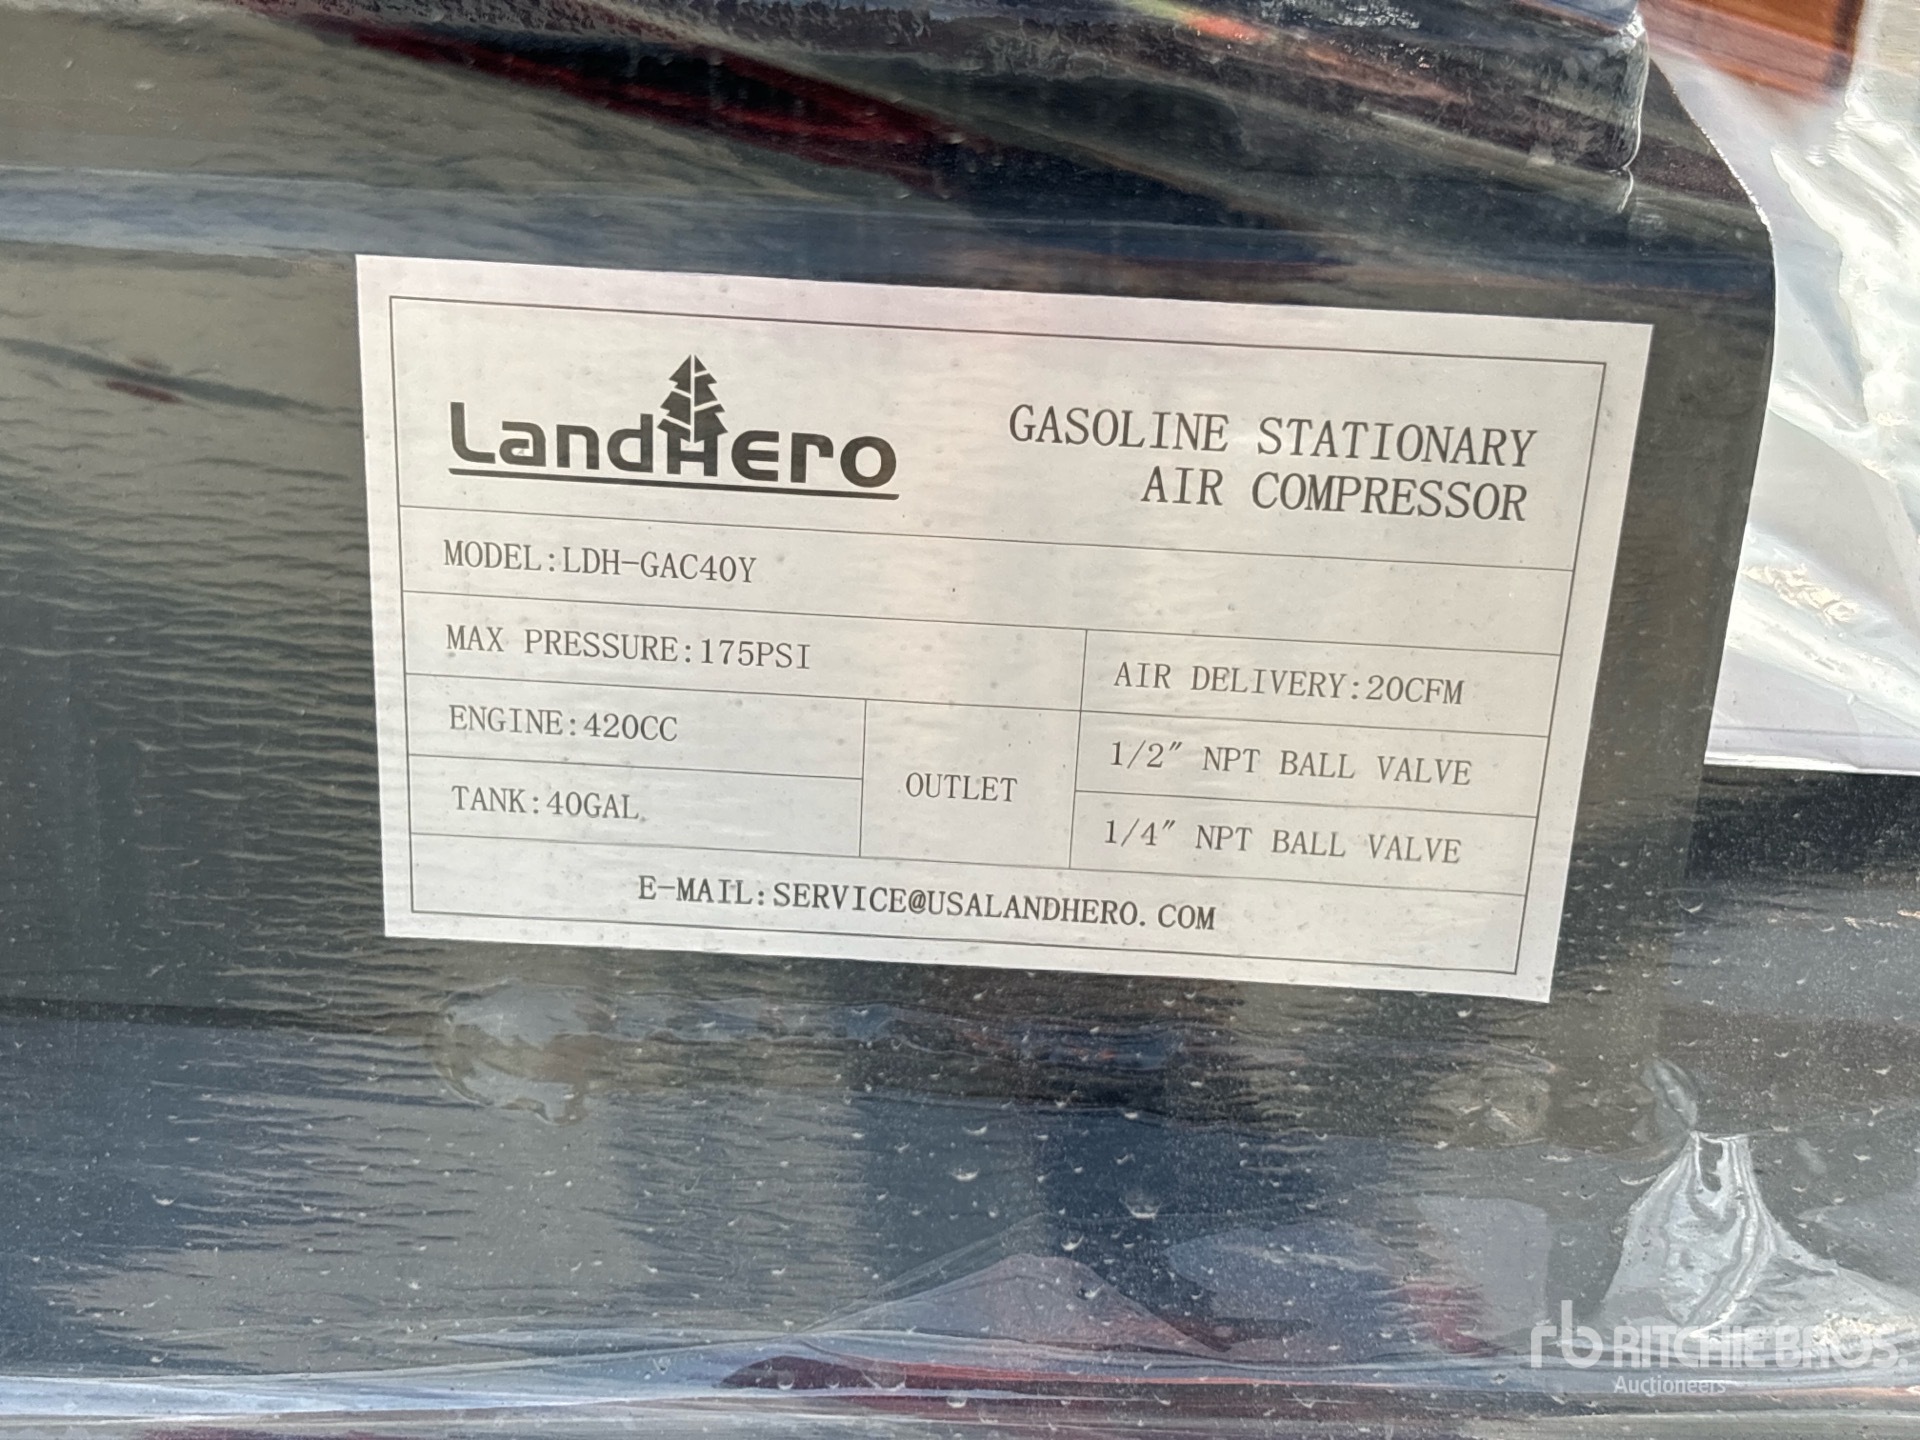 LandHero
GASOLINE STATIONARY
AIR COMPRESSOR
MODEL:LDH-GAC40Y
MAX PRESSURE:175PSI
AIR DELIVERY:20CFM
ENGINE:420CC
TANK:40GAL
OUTLET
1/2" NPT BALL VALVE
1/4" NPT BALL VALVE
E-MAIL:SERVICE@USALANDHERO.COM
rb RITCHIE BROS.
Auctioneers